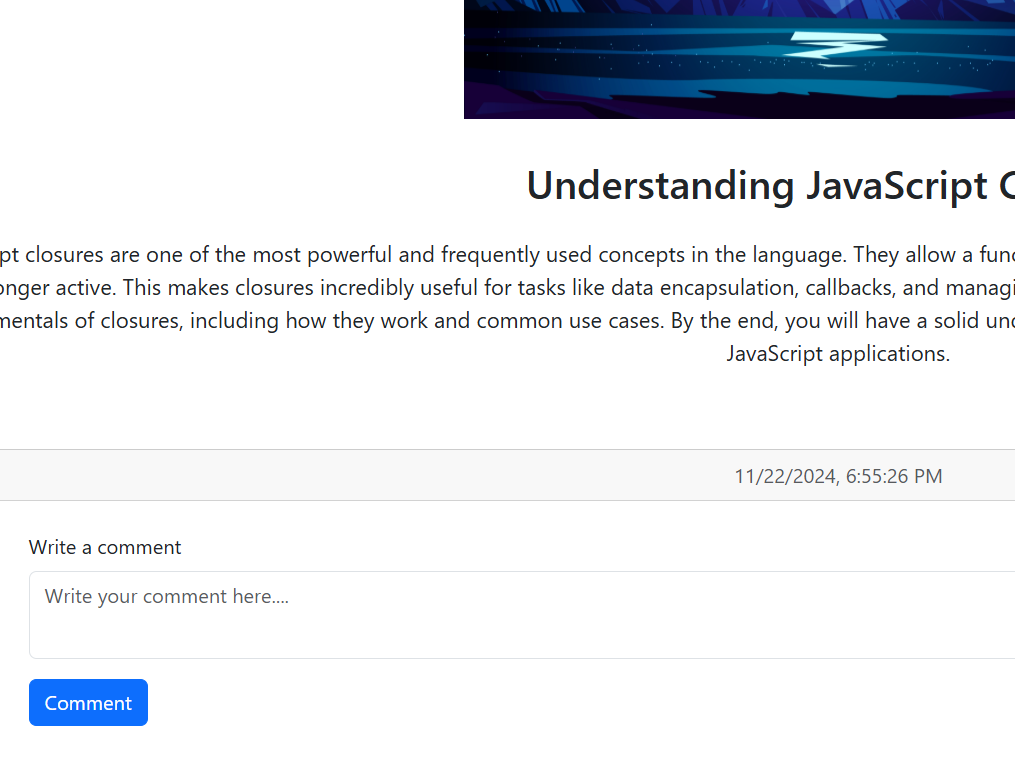 Understanding JavaScript C
pt closures are one of the most powerful and frequently used concepts in the language. They allow a func
onger active. This makes closures incredibly useful for tasks like data encapsulation, callbacks, and managi
mentals of closures, including how they work and common use cases. By the end, you will have a solid und
JavaScript applications.
11/22/2024, 6:55:26 PM
Write a comment
Write your comment here....
Comment